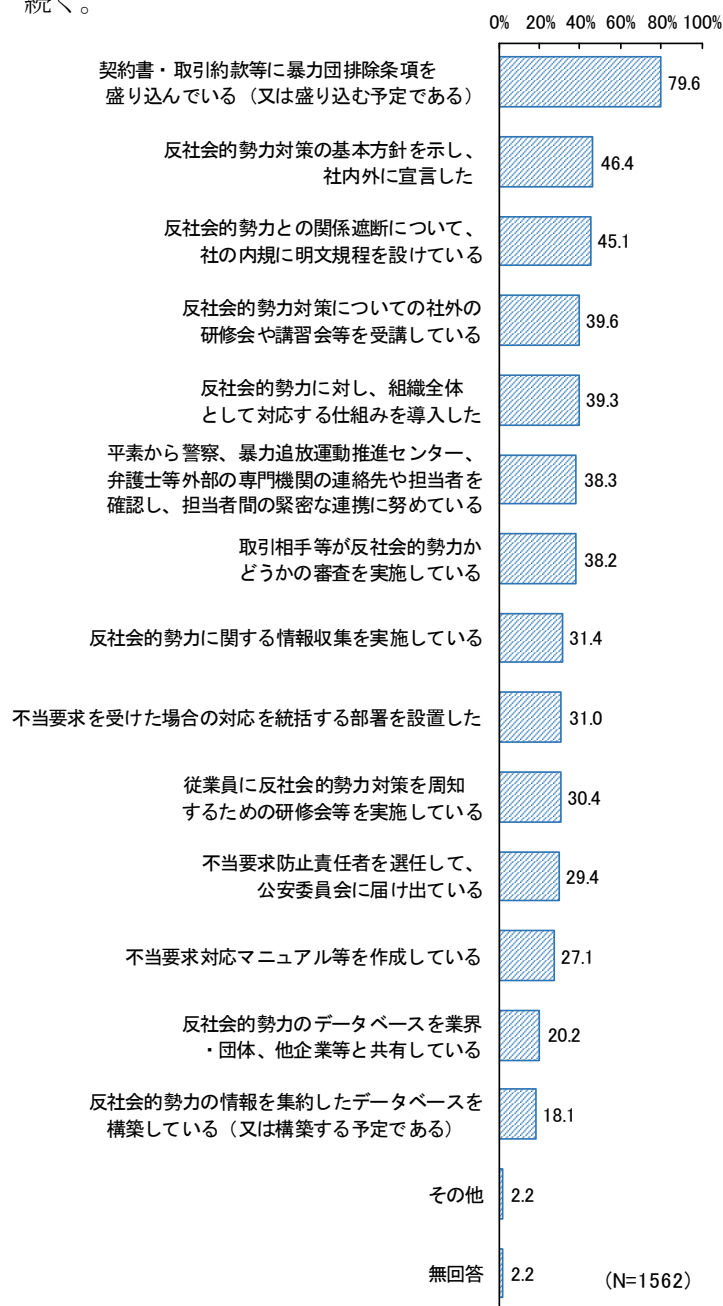 続く。
0% 20% 40% 60% 80% 100%
契約書・取引約款等に暴力団排除条項を
盛り込んでいる（又は盛り込む予定である）
79.6
反社会的勢力対策の基本方針を示し、
社内外に宣言した
46.4
反社会的勢力との関係遮断について、
社の内規に明文規程を設けている
45.1
反社会的勢力対策についての社外の
研修会や講習会等を受講している
39.6
反社会的勢力に対し、組織全体
として対応する仕組みを導入した
39.3
平素から警察、暴力追放運動推進センター、
弁護士等外部の専門機関の連絡先や担当者を
確認し、担当者間の緊密な連携に努めている
38.3
取引相手等が反社会的勢力か
どうかの審査を実施している
38.2
反社会的勢力に関する情報収集を実施している
31.4
不当要求を受けた場合の対応を統括する部署を設置した
31.0
従業員に反社会的勢力対策を周知
するための研修会等を実施している
30.4
不当要求防止責任者を選任して、
公安委員会に届け出ている
29.4
不当要求対応マニュアル等を作成している
27.1
反社会的勢力のデータベースを業界
・団体、他企業等と共有している
20.2
反社会的勢力の情報を集約したデータベースを
構築している（又は構築する予定である）
18.1
その他
2.2
無回答
2.2
（N=1562）